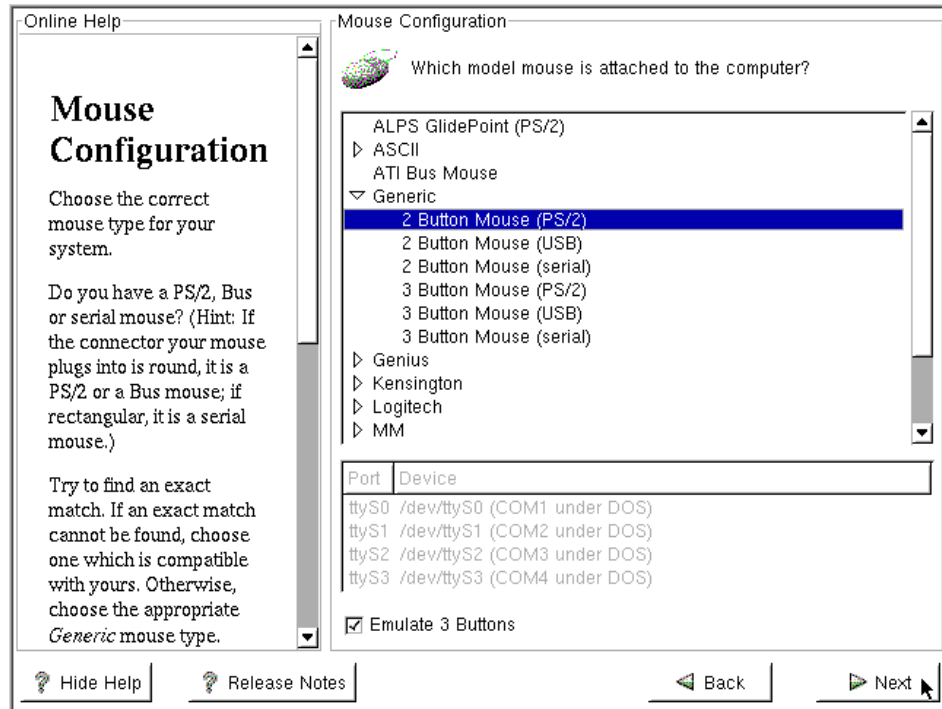 Online Help
Mouse
Configuration
Choose the correct
mouse type for your
system.
Do you have a PS/2, Bus
or serial mouse? (Hint: If
the connector your mouse
plugs into is round, it is a
PS/2 or a Bus mouse; if
rectangular, it is a serial
mouse.)
Try to find an exact
match. If an exact match
cannot be found, choose
one which is compatible
with yours. Otherwise,
choose the appropriate
Generic mouse type.
Mouse Configuration
Which model mouse is attached to the computer?
ALPS GlidePoint (PS/2)
ASCII
ATI Bus Mouse
Generic
2 Button Mouse (PS/2)
2 Button Mouse (USB)
2 Button Mouse (serial)
3 Button Mouse (PS/2)
3 Button Mouse (USB)
3 Button Mouse (serial)
Genius
Kensington
Logitech
MM
Port Device
ttyS0 /dev/ttyS0 (COM1 under DOS)
ttyS1 /dev/ttyS1 (COM2 under DOS)
ttyS2 /dev/ttyS2 (COM3 under DOS)
ttyS3 /dev/ttyS3 (COM4 under DOS)
Emulate 3 Buttons
Hide Help Release Notes Back Next